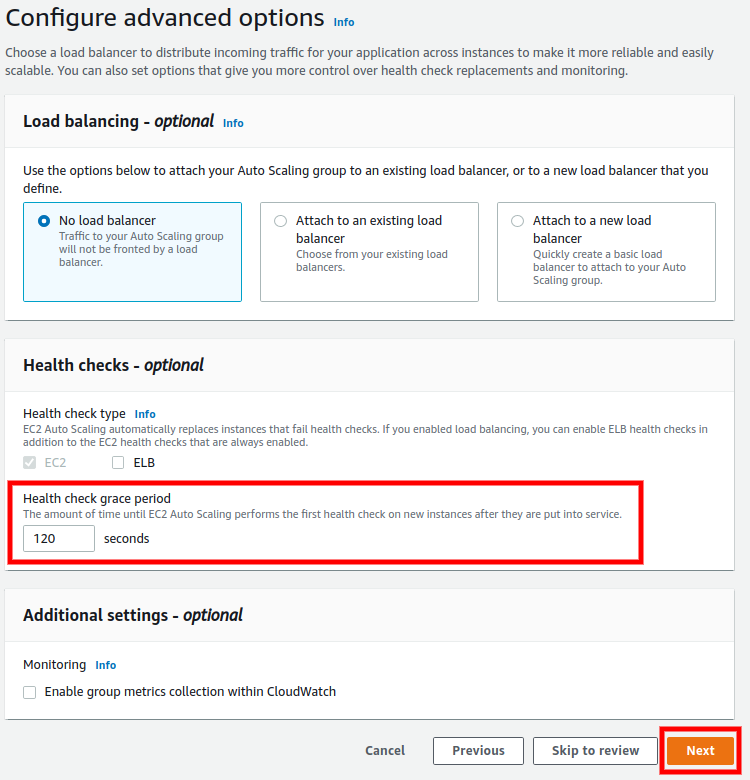 Configure advanced options Info
Choose a load balancer to distribute incoming traffic for your application across instances to make it more reliable and easily
scalable. You can also set options that give you more control over health check replacements and monitoring.
Load balancing - optional Info
Use the options below to attach your Auto Scaling group to an existing load balancer, or to a new load balancer that you
define.
No load balancer
Traffic to your Auto Scaling group
will not be fronted by a load
balancer.
Attach to an existing load
balancer
Choose from your existing load
balancers.
Attach to a new load
balancer
Quickly create a basic load
balancer to attach to your Auto
Scaling group.
Health checks - optional
Health check type Info
EC2 Auto Scaling automatically replaces instances that fail health checks. If you enabled load balancing, you can enable ELB health checks in
addition to the EC2 health checks that are always enabled.
EC2 ELB
Health check grace period
The amount of time until EC2 Auto Scaling performs the first health check on new instances after they are put into service.
120 seconds
Additional settings - optional
Monitoring Info
Enable group metrics collection within CloudWatch
Cancel Previous Skip to review Next